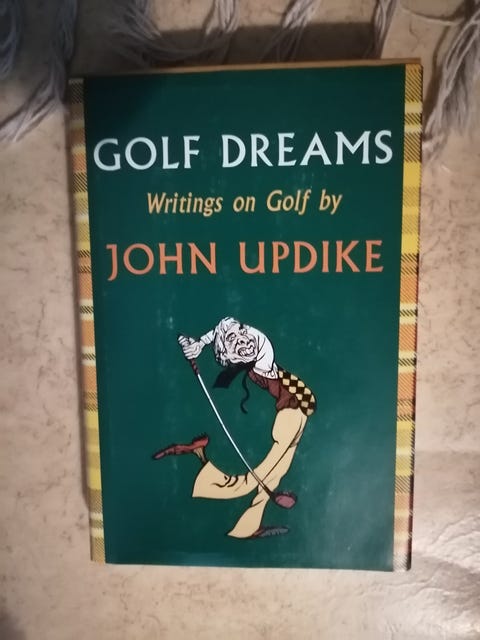 GOLF DREAMS
Writings on Golf by
JOHN UPDIKE